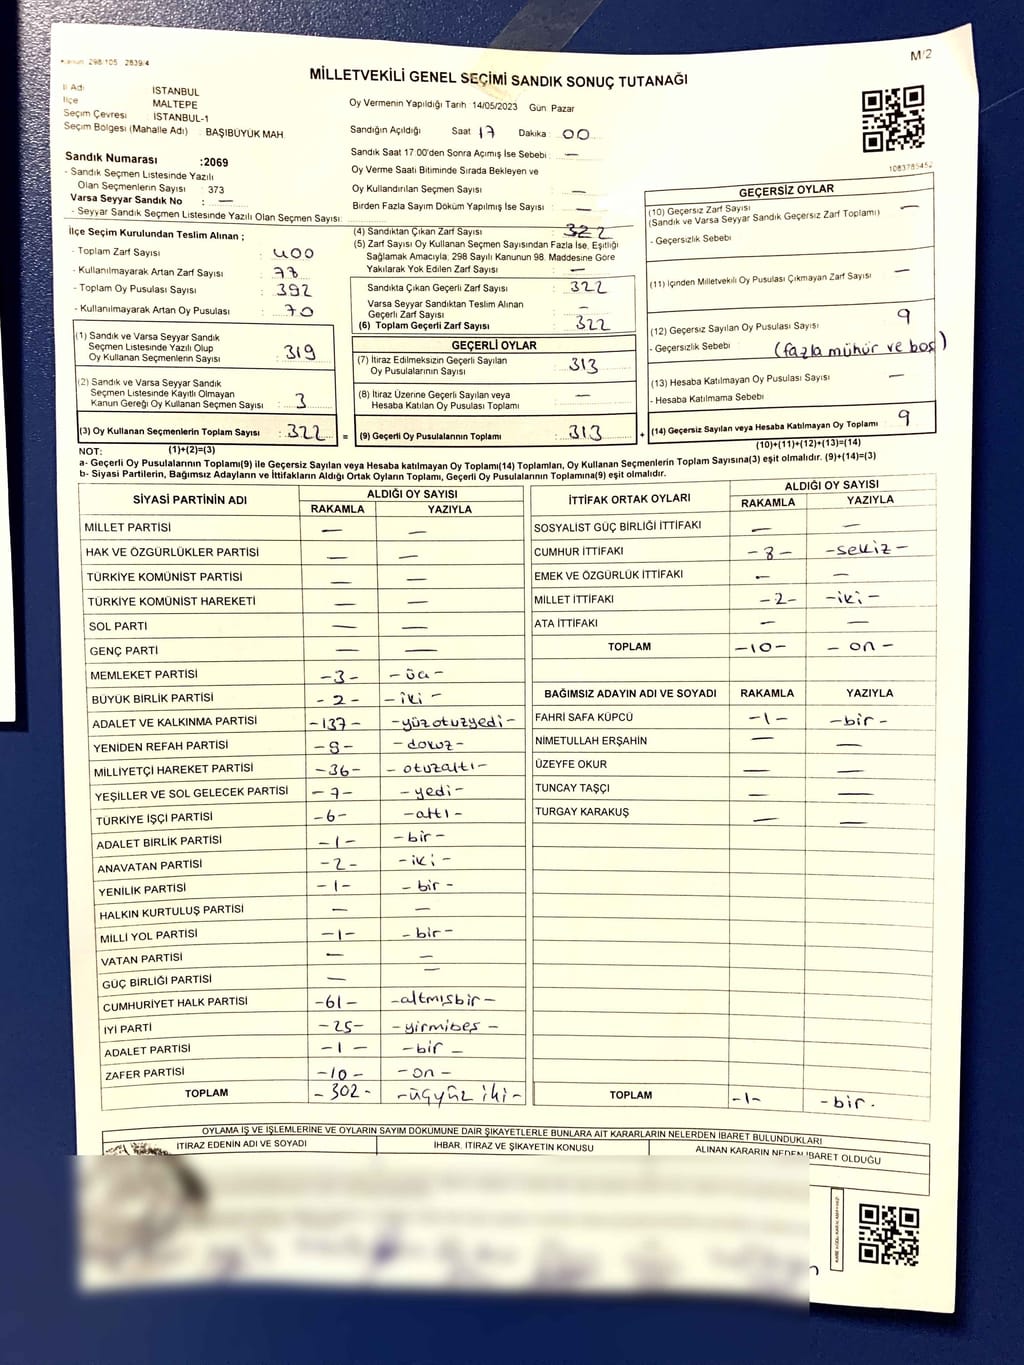 Kanun 298/105 2839/4
M/2
MİLLETVEKİLİ GENEL SEÇİMİ SANDIK SONUÇ TUTANAĞI
İl Adı İSTANBUL
İlçe MALTEPE
Seçim Çevresi : İSTANBUL-1
Seçim Bölgesi (Mahalle Adı) : BAŞIBÜYÜK MAH.
Sandık Numarası :2069
- Sandık Seçmen Listesinde Yazılı
Olan Seçmenlerin Sayısı : 373
Varsa Seyyar Sandık No : —
- Seyyar Sandık Seçmen Listesinde Yazılı Olan Seçmen Sayısı:
İlçe Seçim Kurulundan Teslim Alınan ;
- Toplam Zarf Sayısı : 400
- Kullanılmayarak Artan Zarf Sayısı : 78
- Toplam Oy Pusulası Sayısı : 392
- Kullanılmayarak Artan Oy Pusulası : 70
(1) Sandık ve Varsa Seyyar Sandık
Seçmen Listesinde Yazılı Olup
Oy Kullanan Seçmenlerin Sayısı : 319
(2) Sandık ve Varsa Seyyar Sandık
Seçmen Listesinde Kayıtlı Olmayan
Kanun Gereği Oy Kullanan Seçmen Sayısı : 3
(3) Oy Kullanan Seçmenlerin Toplam Sayısı : 322
Oy Vermenin Yapıldığı Tarih 14/05/2023 Gün Pazar
Sandığın Açıldığı Saat 17 Dakika : 00
Sandık Saat 17:00'den Sonra Açımış İse Sebebi : —
Oy Verme Saati Bitiminde Sırada Bekleyen ve
Oy Kullandırılan Seçmen Sayısı : —
Birden Fazla Sayım Döküm Yapılmış İse Sayısı : —
(4) Sandıktan Çıkan Zarf Sayısı : 322
(5) Zarf Sayısı Oy Kullanan Seçmen Sayısından Fazla İse, Eşitliği
Sağlamak Amacıyla, 298 Sayılı Kanunun 98. Maddesine Göre
Yakılarak Yok Edilen Zarf Sayısı : —
Sandıkta Çıkan Geçerli Zarf Sayısı : 322
Varsa Seyyar Sandıktan Teslim Alınan
Geçerli Zarf Sayısı : —
(6) Toplam Geçerli Zarf Sayısı : 322
GEÇERLİ OYLAR
(7) İtiraz Edilmeksizin Geçerli Sayılan
Oy Pusulalarının Sayısı : 313
(8) İtiraz Üzerine Geçerli Sayılan veya
Hesaba Katılan Oy Pusulası Toplamı : —
= (9) Geçerli Oy Pusulalarının Toplamı : 313 +
1083785452
GEÇERSİZ OYLAR
(10) Geçersiz Zarf Sayısı —
(Sandık ve Varsa Seyyar Sandık Geçersiz Zarf Toplamı)
- Geçersizlik Sebebi
(11) İçinden Milletvekili Oy Pusulası Çıkmayan Zarf Sayısı —
(12) Geçersiz Sayılan Oy Pusulası Sayısı 9
- Geçersizlik Sebebi (fazla mühür ve boş)
(13) Hesaba Katılmayan Oy Pusulası Sayısı —
- Hesaba Katılmama Sebebi
(14) Geçersiz Sayılan veya Hesaba Katılmayan Oy Toplamı 9
NOT: (1)+(2)=(3) (10)+(11)+(12)+(13)=(14)
a- Geçerli Oy Pusulalarının Toplamı(9) ile Geçersiz Sayılan veya Hesaba katılmayan Oy Toplamı(14) Toplamları, Oy Kullanan Seçmenlerin Toplam Sayısına(3) eşit olmalıdır. (9)+(14)=(3)
b- Siyasi Partilerin, Bağımsız Adayların ve İttifakların Aldığı Ortak Oyların Toplamı, Geçerli Oy Pusulalarının Toplamına(9) eşit olmalıdır.
SİYASİ PARTİNİN ADI ALDIĞI OY SAYISI
RAKAMLA YAZIYLA
MİLLET PARTİSİ — —
HAK VE ÖZGÜRLÜKLER PARTİSİ — —
TÜRKİYE KOMÜNİST PARTİSİ — —
TÜRKİYE KOMÜNİST HAREKETİ — —
SOL PARTİ — —
GENÇ PARTİ — —
MEMLEKET PARTİSİ -3- -üç-
BÜYÜK BİRLİK PARTİSİ -2- -iki-
ADALET VE KALKINMA PARTİSİ -137- -yüzotuzyedi-
YENİDEN REFAH PARTİSİ -9- -dokuz-
MİLLİYETÇİ HAREKET PARTİSİ -36- -otuzaltı-
YEŞİLLER VE SOL GELECEK PARTİSİ -7- -yedi-
TÜRKİYE İŞÇİ PARTİSİ -6- -altı-
ADALET BİRLİK PARTİSİ -1- -bir-
ANAVATAN PARTİSİ -2- -iki-
YENİLİK PARTİSİ -1- -bir-
HALKIN KURTULUŞ PARTİSİ — —
MİLLİ YOL PARTİSİ -1- -bir-
VATAN PARTİSİ — —
GÜÇ BİRLİĞİ PARTİSİ — —
CUMHURİYET HALK PARTİSİ -61- -altmışbir-
İYİ PARTİ -25- -yirmibeş-
ADALET PARTİSİ -1- -bir-
ZAFER PARTİSİ -10- -on-
TOPLAM -302- -üçyüz iki-
İTTİFAK ORTAK OYLARI ALDIĞI OY SAYISI
RAKAMLA YAZIYLA
SOSYALİST GÜÇ BİRLİĞİ İTTİFAKI — —
CUMHUR İTTİFAKI -8- -sekiz-
EMEK VE ÖZGÜRLÜK İTTİFAKI — —
MİLLET İTTİFAKI -2- -iki-
ATA İTTİFAKI — —
TOPLAM -10- -on-
BAĞIMSIZ ADAYIN ADI VE SOYADI RAKAMLA YAZIYLA
FAHRİ SAFA KÜPCÜ -1- -bir-
NİMETULLAH ERŞAHİN — —
ÜZEYFE OKUR — —
TUNCAY TAŞÇI — —
TURGAY KARAKUŞ — —
TOPLAM -1- -bir.
OYLAMA İŞ VE İŞLEMLERİNE VE OYLARIN SAYIM DÖKÜMÜNE DAİR ŞİKAYETLERLE BUNLARA AİT KARARLARIN NELERDEN İBARET BULUNDUKLARI
İTİRAZ EDENİN ADI VE SOYADI İHBAR, İTİRAZ VE ŞİKAYETİN KONUSU ALINAN KARARIN NEDEN İBARET OLDUĞU